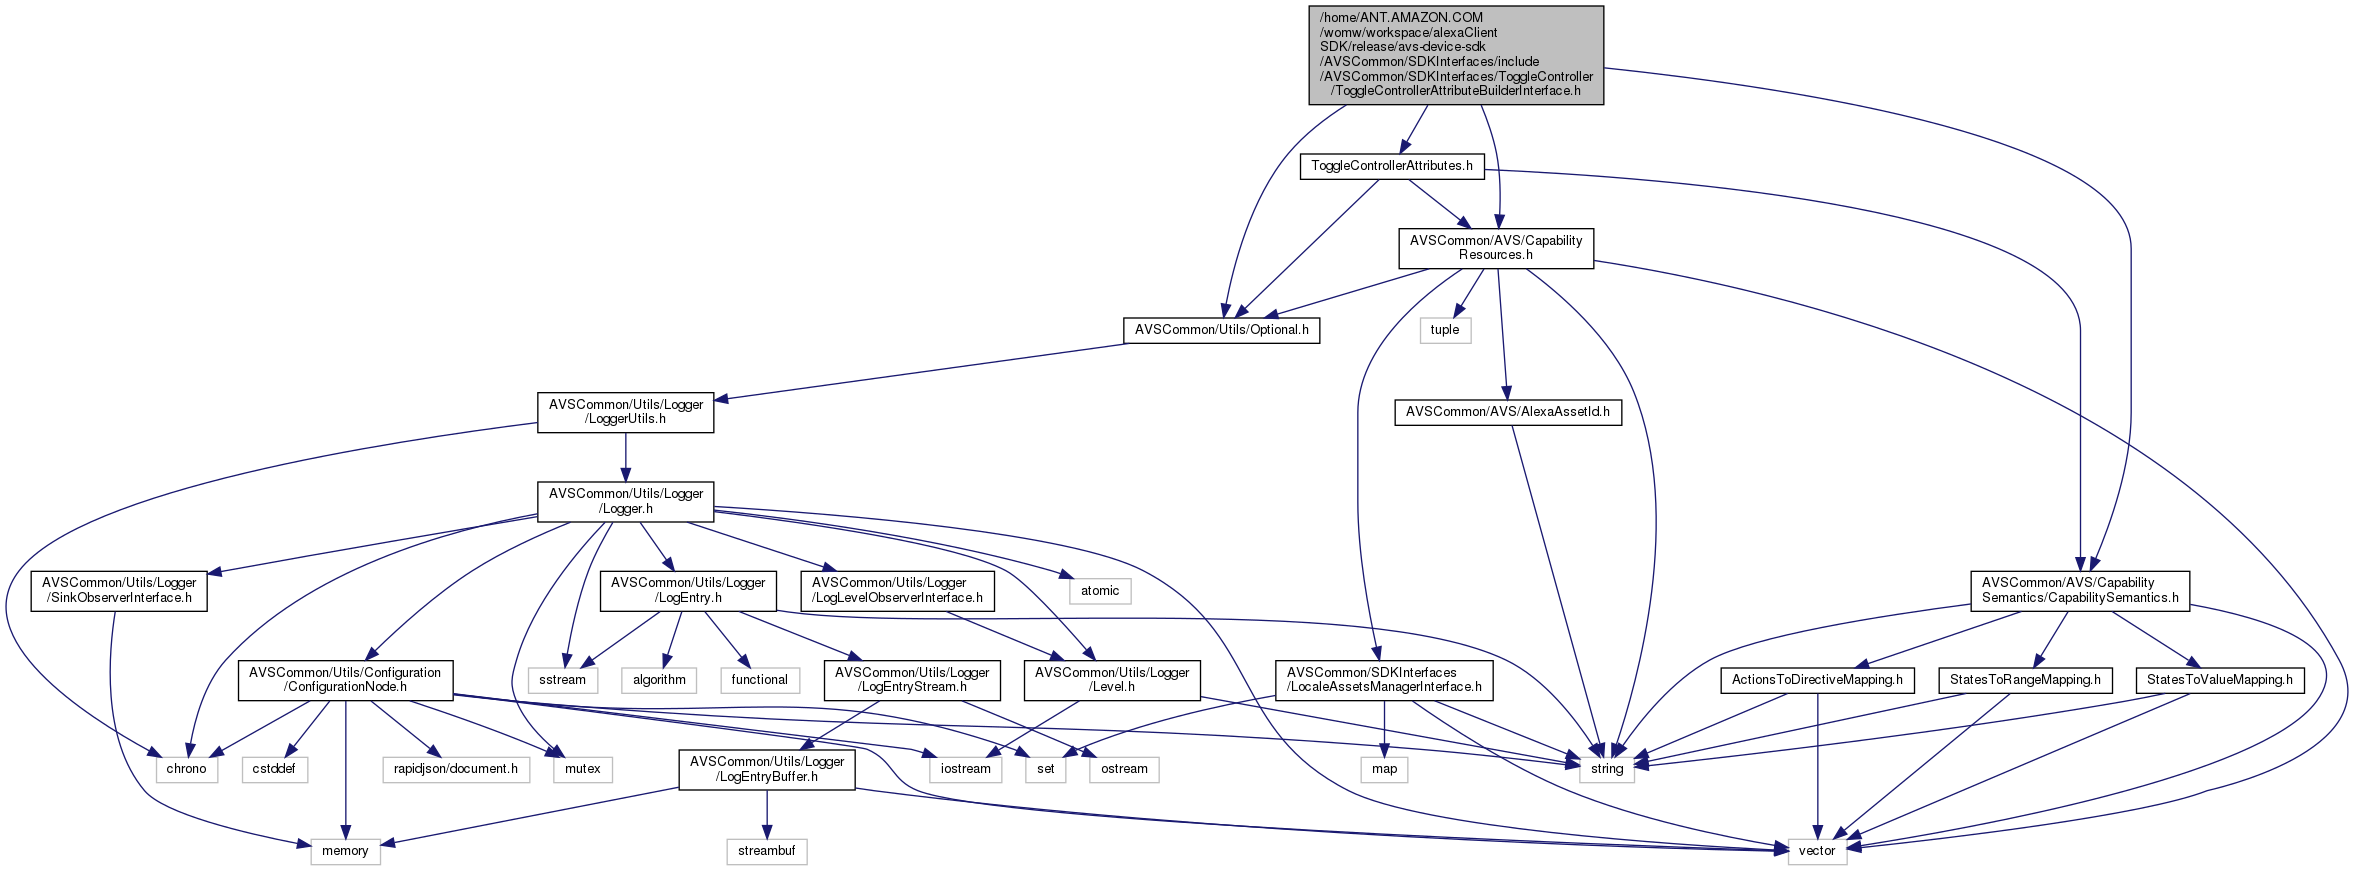 /home/ANT.AMAZON.COM
/womw/workspace/alexaClient
SDK/release/avs-device-sdk
/AVSCommon/SDKInterfaces/include
/AVSCommon/SDKInterfaces/ToggleController
/ToggleControllerAttributeBuilderInterface.h
ToggleControllerAttributes.h
AVSCommon/AVS/Capability
Resources.h
AVSCommon/Utils/Optional.h
tuple
AVSCommon/Utils/Logger
/LoggerUtils.h
AVSCommon/AVS/AlexaAssetId.h
AVSCommon/Utils/Logger
/Logger.h
AVSCommon/Utils/Logger
/SinkObserverInterface.h
AVSCommon/Utils/Logger
/LogEntry.h
AVSCommon/Utils/Logger
/LogLevelObserverInterface.h
atomic
AVSCommon/AVS/Capability
Semantics/CapabilitySemantics.h
AVSCommon/Utils/Configuration
/ConfigurationNode.h
sstream
algorithm
functional
AVSCommon/Utils/Logger
/LogEntryStream.h
AVSCommon/Utils/Logger
/Level.h
AVSCommon/SDKInterfaces
/LocaleAssetsManagerInterface.h
ActionsToDirectiveMapping.h
StatesToRangeMapping.h
StatesToValueMapping.h
chrono
cstddef
rapidjson/document.h
mutex
AVSCommon/Utils/Logger
/LogEntryBuffer.h
iostream
set
ostream
map
string
memory
streambuf
vector